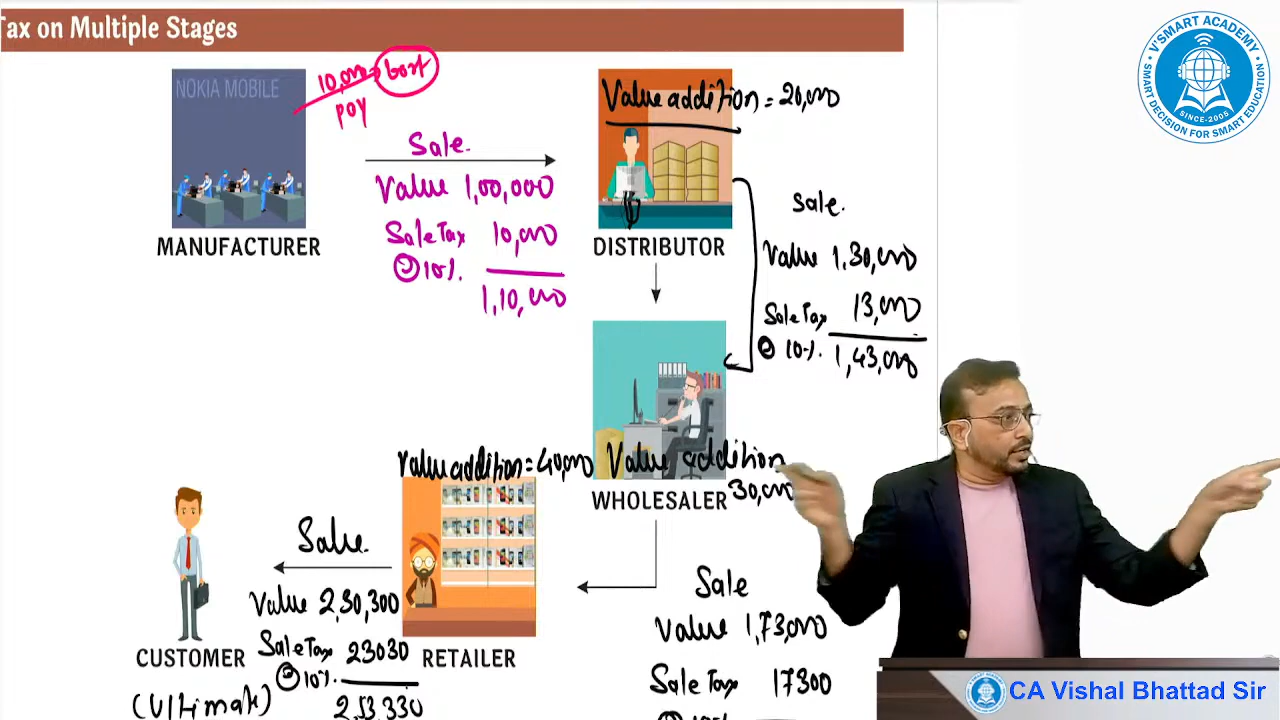 Tax on Multiple Stages
NOKIA MOBILE
10,000 Govt
pay
Sale.
Value 1,00,000
Sale Tax 10,000
@ 10%.
1,10,000
MANUFACTURER
Value addition = 20,000
DISTRIBUTOR
Sale.
Value 1,30,000
Sale Tax 13,000
@ 10%.
1,43,000
Value addition
30,000
WHOLESALER
Sale
Value 1,73,000
Sale Tax 17300
Value addition = 40,000
RETAILER
Sale.
Value 2,30,300
Sale Tax 23030
@ 10%.
2,53,330
CUSTOMER
(Ultimate)
V'SMART ACADEMY
SINCE-2005
SMART DECISION FOR SMART EDUCATION
CA Vishal Bhattad Sir